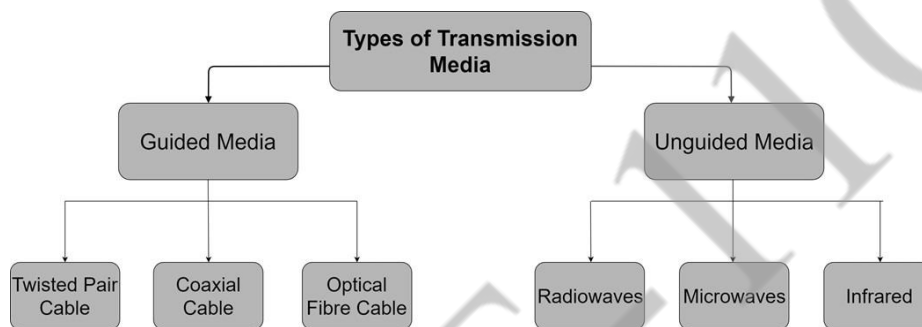 Types of Transmission
Media
Guided Media
Unguided Media
Twisted Pair
Cable
Coaxial
Cable
Optical
Fibre Cable
Radiowaves
Microwaves
Infrared